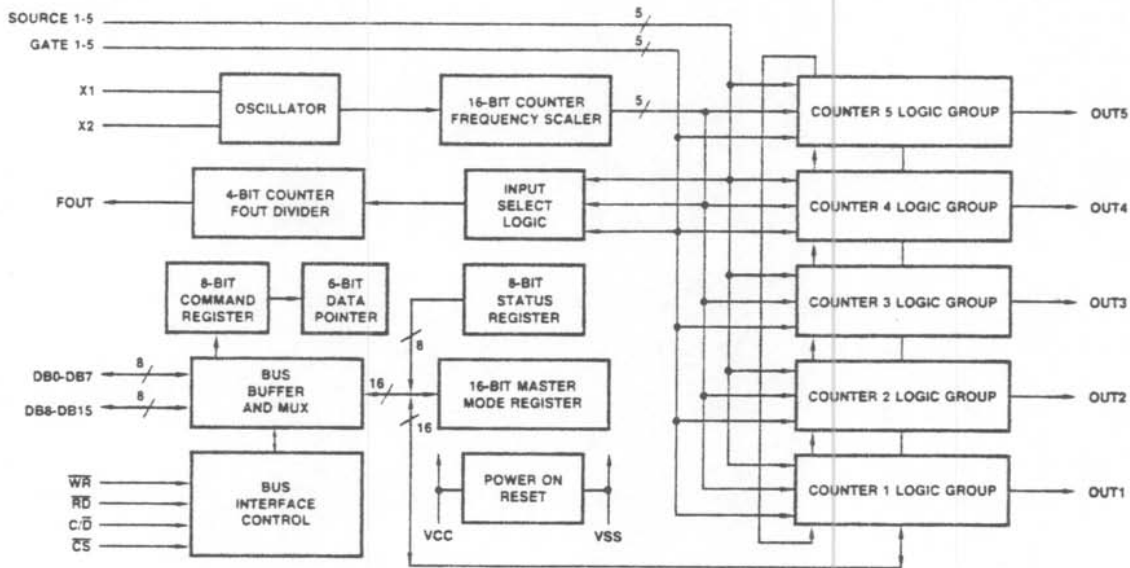 SOURCE 1-5
5
GATE 1-5
5
X1
X2
OSCILLATOR
16-BIT COUNTER
FREQUENCY SCALER
5
COUNTER 5 LOGIC GROUP
OUT5
FOUT
4-BIT COUNTER
FOUT DIVIDER
INPUT
SELECT
LOGIC
COUNTER 4 LOGIC GROUP
OUT4
8-BIT
COMMAND
REGISTER
6-BIT
DATA
POINTER
8-BIT
STATUS
REGISTER
COUNTER 3 LOGIC GROUP
OUT3
8
DB0-DB7
8
DB8-DB15
8
BUS
BUFFER
AND MUX
16
16-BIT MASTER
MODE REGISTER
16
COUNTER 2 LOGIC GROUP
OUT2
W̅R̅
R̅D̅
C/D̅
C̅S̅
BUS
INTERFACE
CONTROL
POWER ON
RESET
VCC
VSS
COUNTER 1 LOGIC GROUP
OUT1